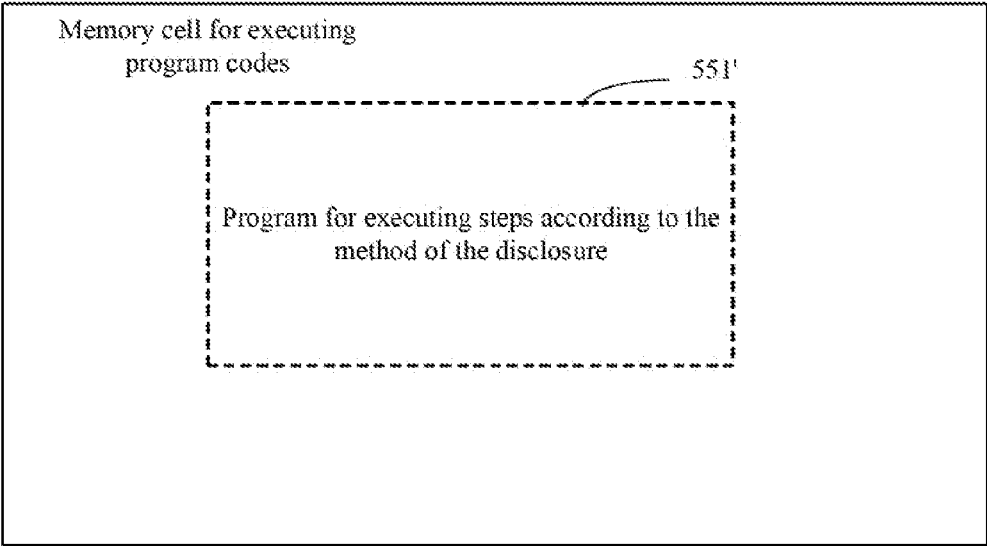 Memory cell for executing
program codes
551'
Program for executing steps according to the
method of the disclosure